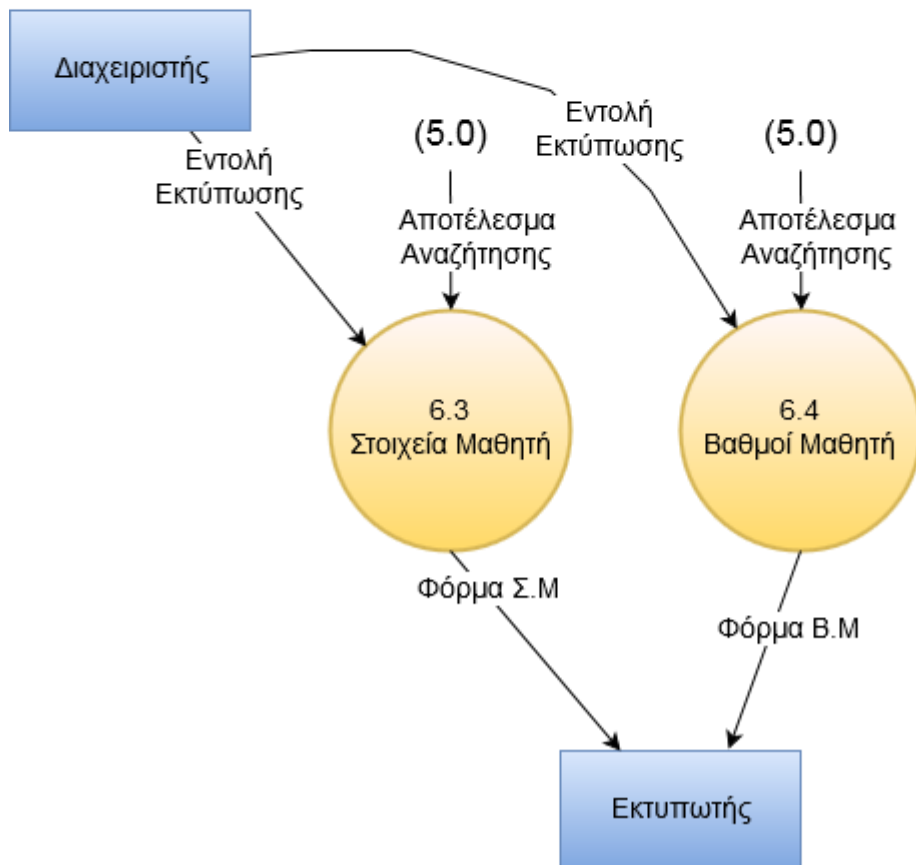 Διαχειριστής
Εντολή
Εκτύπωσης
(5.0)
Αποτέλεσμα
Αναζήτησης
Εντολή
Εκτύπωσης
(5.0)
Αποτέλεσμα
Αναζήτησης
6.3
Στοιχεία Μαθητή
6.4
Βαθμοί Μαθητή
Φόρμα Σ.Μ
Φόρμα Β.Μ
Εκτυπωτής